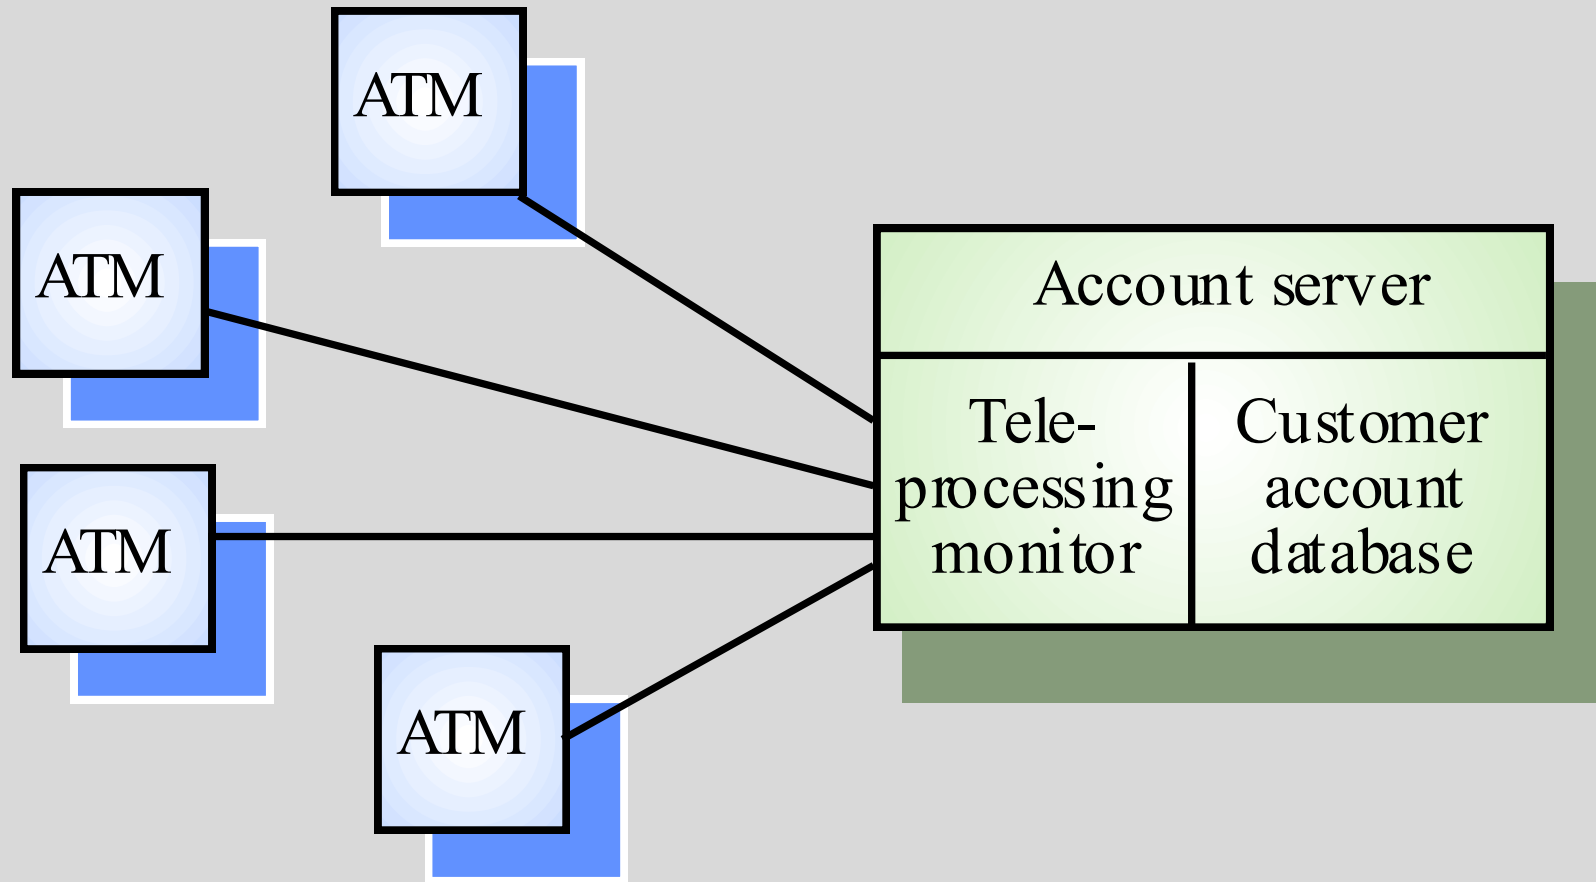 ATM
ATM
ATM
ATM
Account server
Tele-
processing
monitor
Customer
account
database